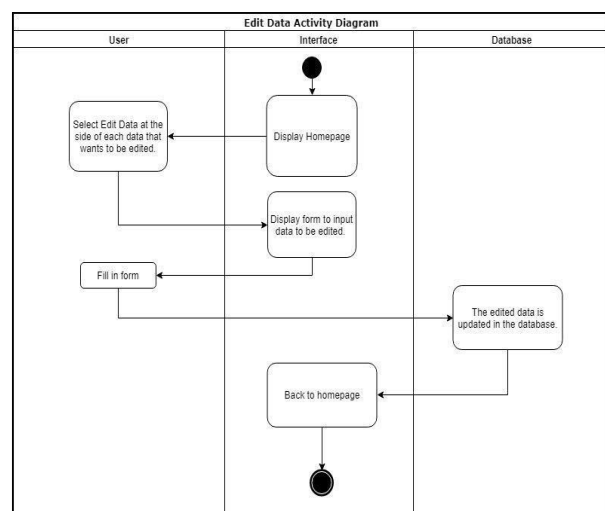 Edit Data Activity Diagram
User
Interface
Database
Select Edit Data at the
side of each data that
wants to be edited.
Display Homepage
Display form to input
data to be edited.
Fill in form
The edited data is
updated in the database.
Back to homepage